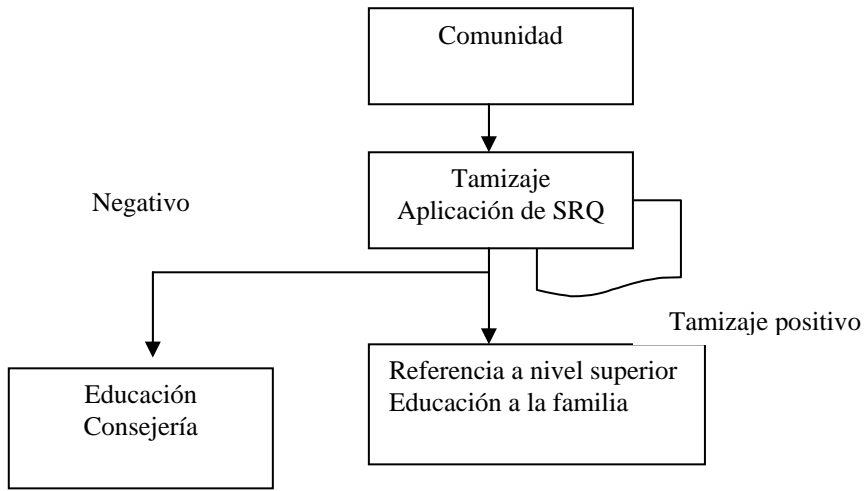 Comunidad
Tamizaje
Aplicación de SRQ
Negativo
Tamizaje positivo
Referencia a nivel superior
Educación a la familia
Educación
Consejería